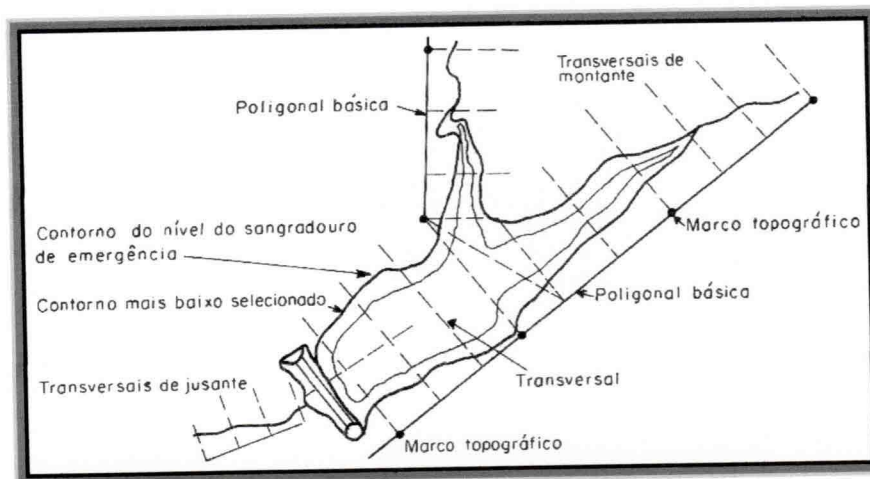 Transversais de
montante
Poligonal básica
Contorno do nível do sangradouro
de emergência
Marco topográfico
Contorno mais baixo selecionado
Poligonal básica
Transversais de jusante
Transversal
Marco topográfico